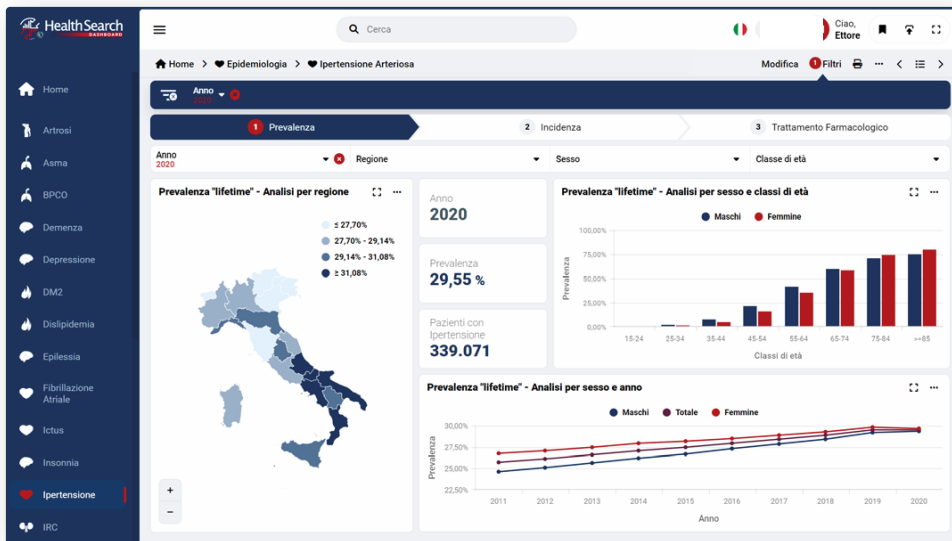 HealthSearch
DASHBOARD
Cerca
Ciao,
Ettore
Home > Epidemiologia > Ipertensione Arteriosa
Modifica
1 Filtri
Anno
2020
1 Prevalenza
2 Incidenza
3 Trattamento Farmacologico
Anno
2020
Regione
Sesso
Classe di età
Home
Artrosi
Asma
BPCO
Demenza
Depressione
DM2
Dislipidemia
Epilessia
Fibrillazione
Atriale
Ictus
Insonnia
Ipertensione
IRC
Prevalenza "lifetime" - Analisi per regione
≤ 27,70%
27,70% - 29,14%
29,14% - 31,08%
≥ 31,08%
+
−
Anno
2020
Prevalenza
29,55 %
Pazienti con
Ipertensione
339.071
Prevalenza "lifetime" - Analisi per sesso e classi di età
Maschi
Femmine
Prevalenza
100,00%
75,00%
50,00%
25,00%
0,00%
15-24
25-34
35-44
45-54
55-64
65-74
75-84
>=85
Classi di età
Prevalenza "lifetime" - Analisi per sesso e anno
Maschi
Totale
Femmine
Prevalenza
30,00%
27,50%
25,00%
22,50%
2011
2012
2013
2014
2015
2016
2017
2018
2019
2020
Anno